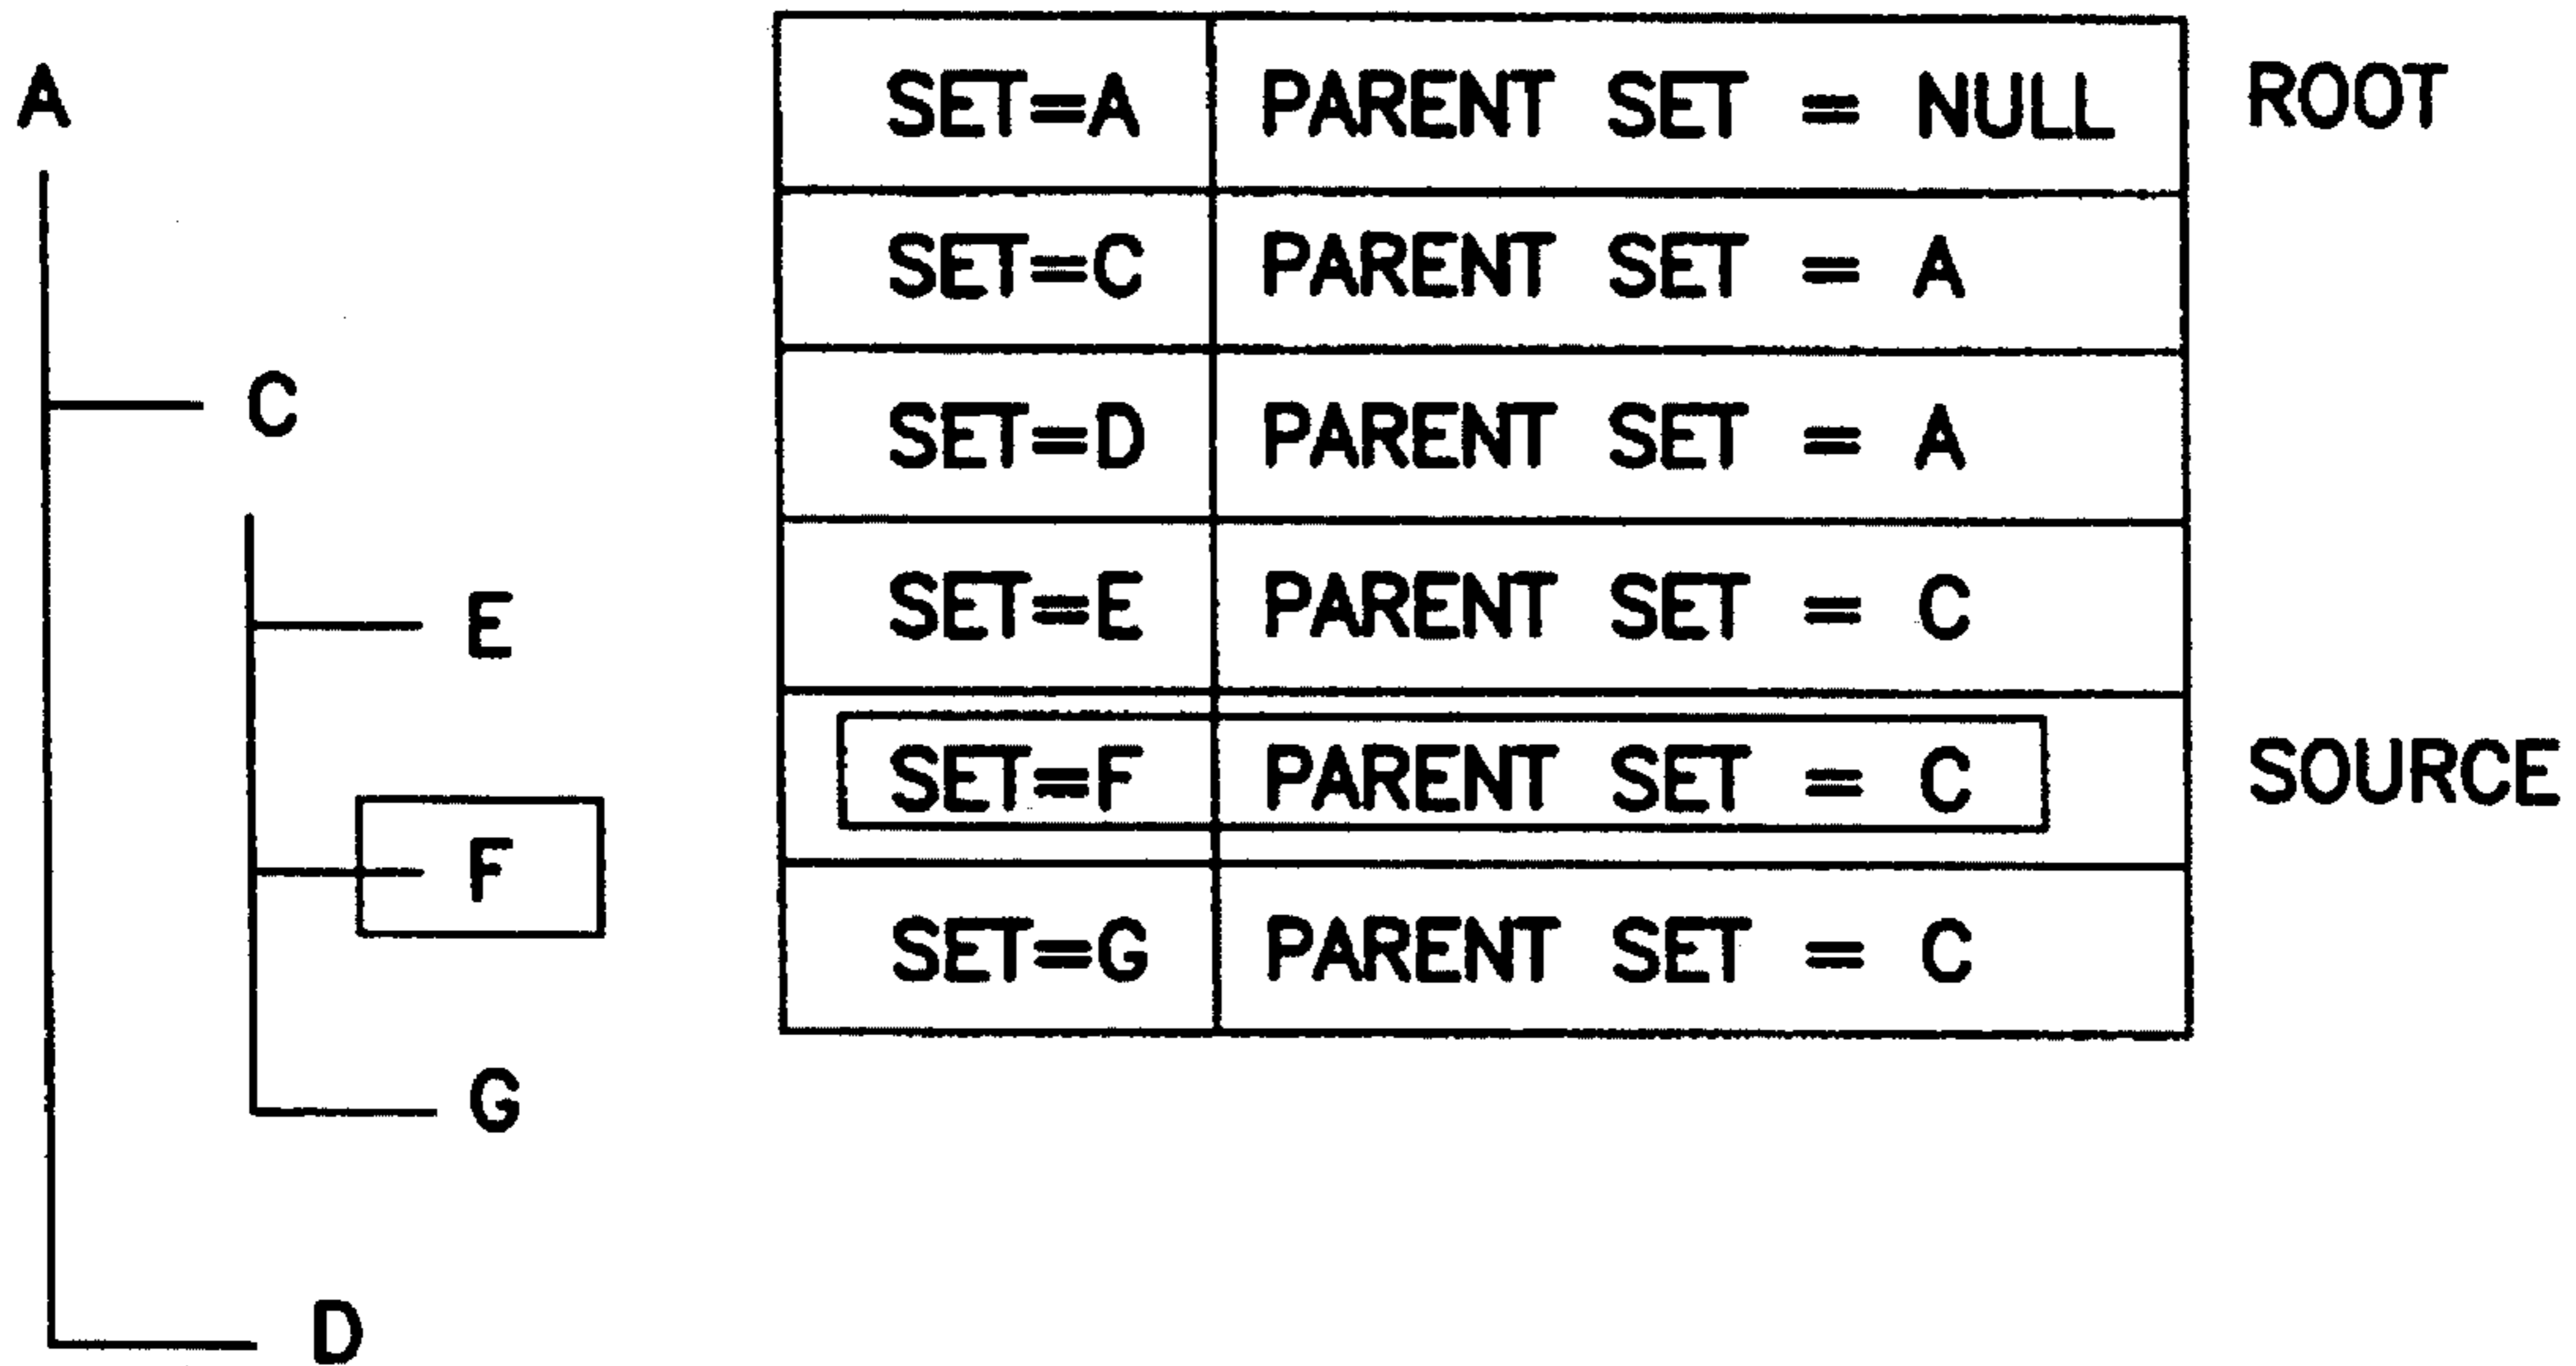 A
C
E
F
G
D
SET=A PARENT SET = NULL ROOT
SET=C PARENT SET = A
SET=D PARENT SET = A
SET=E PARENT SET = C
SET=F PARENT SET = C SOURCE
SET=G PARENT SET = C